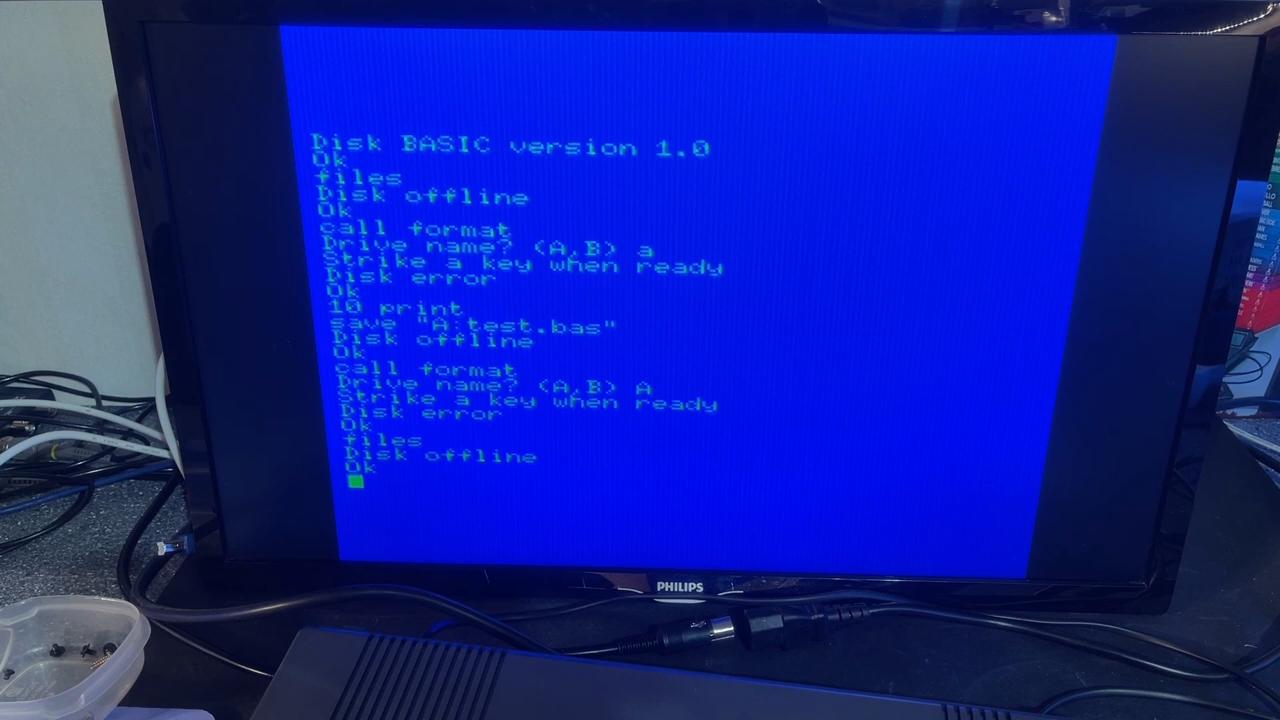 Disk BASIC version 1.0
Ok
files
Disk offline
Ok
call format
Drive name? (A,B) a
Strike a key when ready
Disk error
Ok
10 print
save "A:test.bas"
Disk offline
Ok
call format
Drive name? (A,B) A
Strike a key when ready
Disk error
Ok
files
Disk offline
Ok
PHILIPS